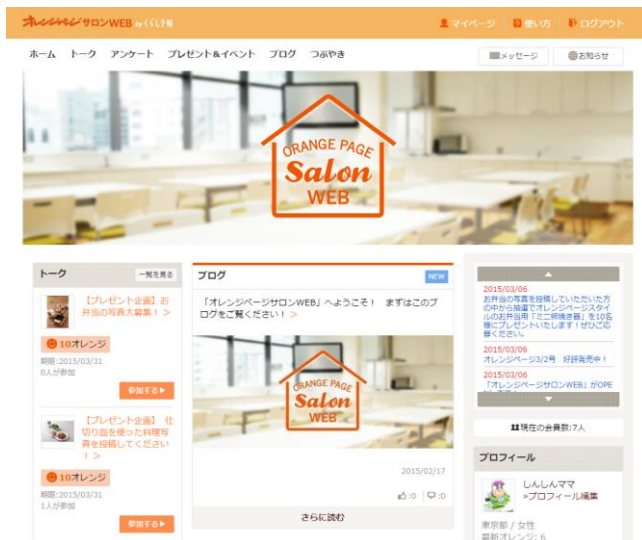 オレンジページサロンWEB by くらし予報
マイページ
使い方
ログアウト
ホーム トーク アンケート プレゼント&イベント ブログ つぶやき
メッセージ
お知らせ
ORANGE PAGE
Salon
WEB
トーク
一覧を見る
【プレゼント企画】お
弁当の写真大募集! >
10オレンジ
期限:2015/03/31
0人が参加
参加する▶
【プレゼント企画】 仕
切り皿を使った料理写
真を投稿してください
! >
10オレンジ
期限:2015/03/31
1人が参加
参加する▶
ブログ
NEW
「オレンジページサロンWEB」へようこそ! まずはこのブ
ログをご覧ください! >
ORANGE PAGE
Salon
WEB
2015/02/17
:0
:0
さらに読む
2015/03/06
お弁当の写真を投稿していただいた方
の中から抽選でオレンジページスタイ
ルのお弁当用「ミニ卵焼き器」を10名
様にプレゼントいたします!ぜひご応
募ください。
2015/03/06
オレンジページ3/2号 好評発売中!
2015/03/06
「オレンジページサロンWEB」がOPE
現在の会員数:7人
プロフィール
しんしんママ
»プロフィール編集
東京都 / 女性
最新オレンジ: 6